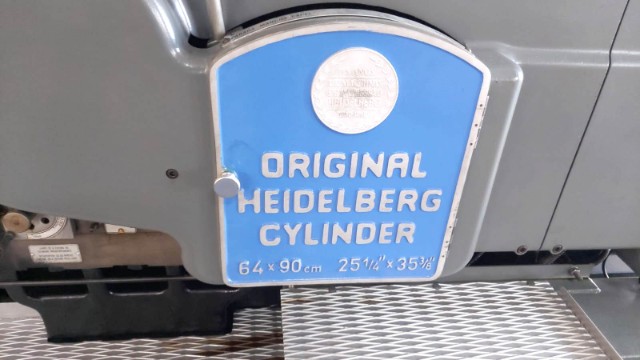 ORIGINAL
HEIDELBERG
CYLINDER
64 x 90 cm 25 1/4" x 35 3/8"